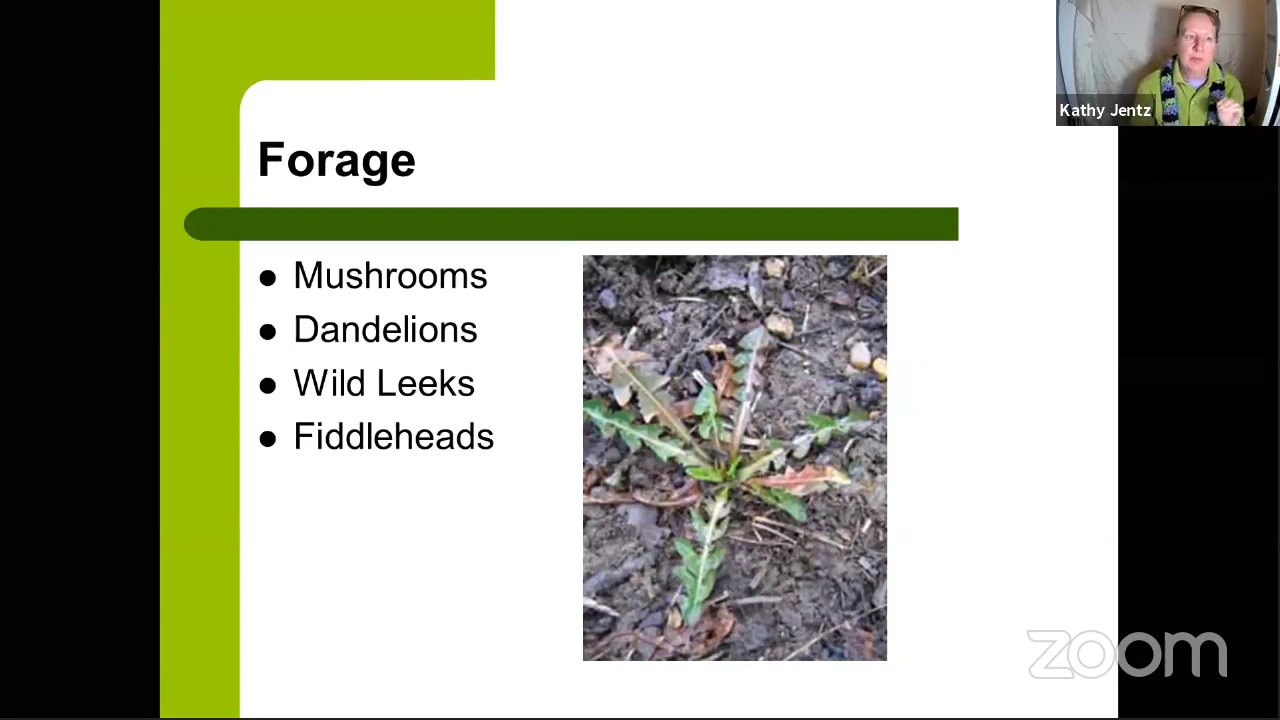 Kathy Jentz
Forage
Mushrooms
Dandelions
Wild Leeks
Fiddleheads
zoom